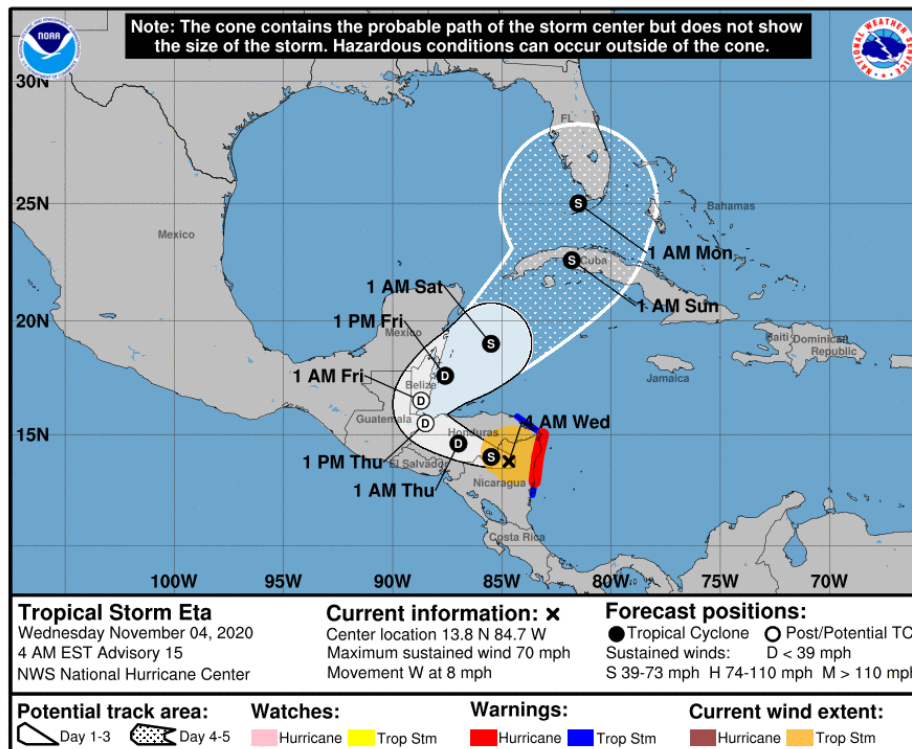 Note: The cone contains the probable path of the storm center but does not show
the size of the storm. Hazardous conditions can occur outside of the cone.
NOAA
NATIONAL WEATHER SERVICE
30N
FL
25N
Bahamas
Mexico
1 AM Mon
Cuba
1 AM Sat
1 AM Sun
20N
1 PM Fri
Mexico
Haiti
Dominican
Republic
Jamaica
1 AM Fri
Belize
Guatemala
4 AM Wed
15N
Honduras
1 PM Thu
El Salvador
Nicaragua
1 AM Thu
Costa Rica
S
S
S
D
D
D
D
S
100W 95W 90W 85W 80W 75W 70W
Tropical Storm Eta
Wednesday November 04, 2020
4 AM EST Advisory 15
NWS National Hurricane Center
Current information: x
Center location 13.8 N 84.7 W
Maximum sustained wind 70 mph
Movement W at 8 mph
Forecast positions:
Tropical Cyclone Post/Potential TC
Sustained winds: D < 39 mph
S 39-73 mph H 74-110 mph M > 110 mph
Potential track area:
Day 1-3 Day 4-5
Watches:
Hurricane Trop Stm
Warnings:
Hurricane Trop Stm
Current wind extent:
Hurricane Trop Stm